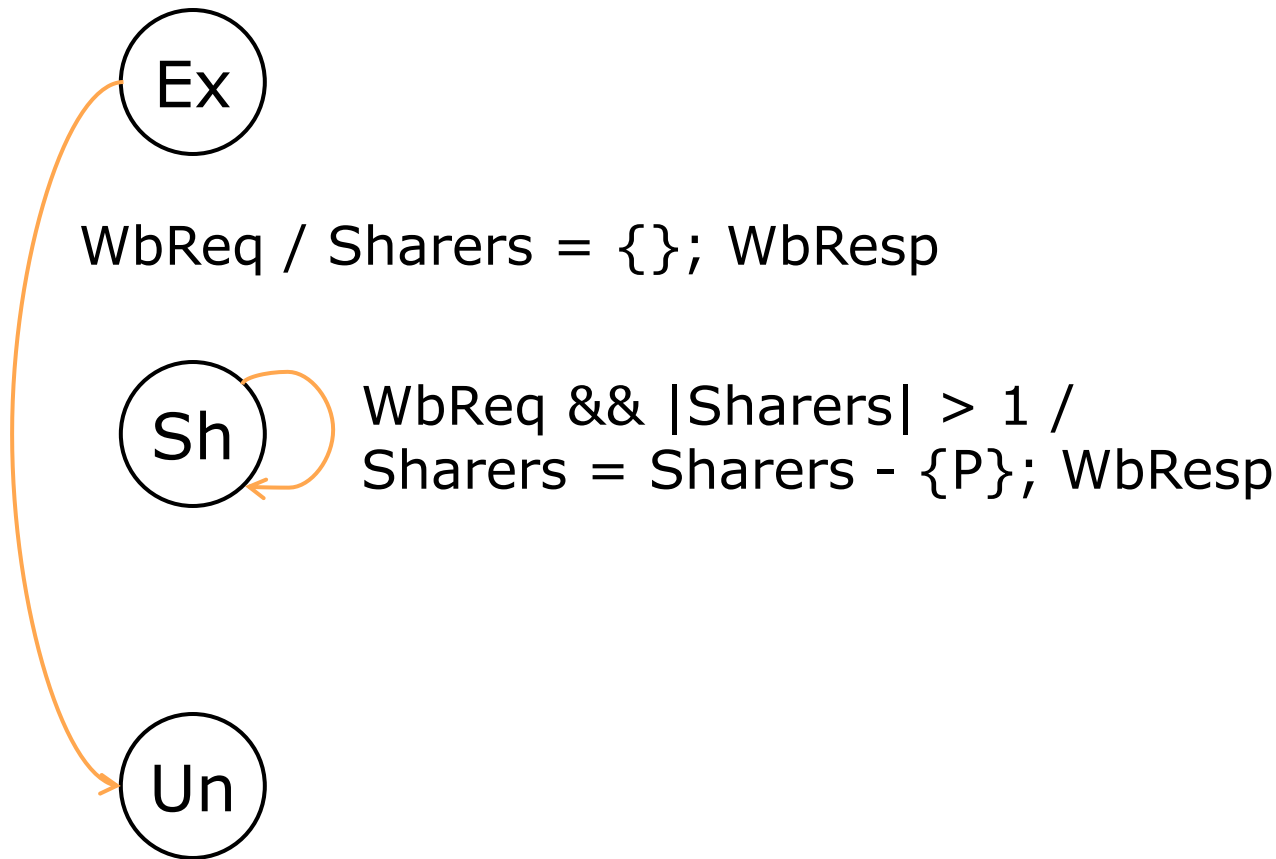 Ex
WbReq / Sharers = {}; WbResp
Sh
WbReq && |Sharers| > 1 /
Sharers = Sharers - {P}; WbResp
Un